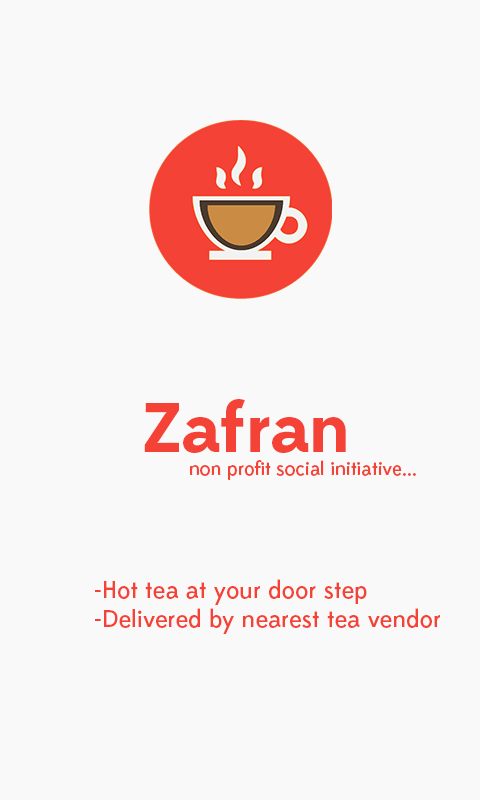 Zafran
non profit social initiative...
-Hot tea at your door step
-Delivered by nearest tea vendor